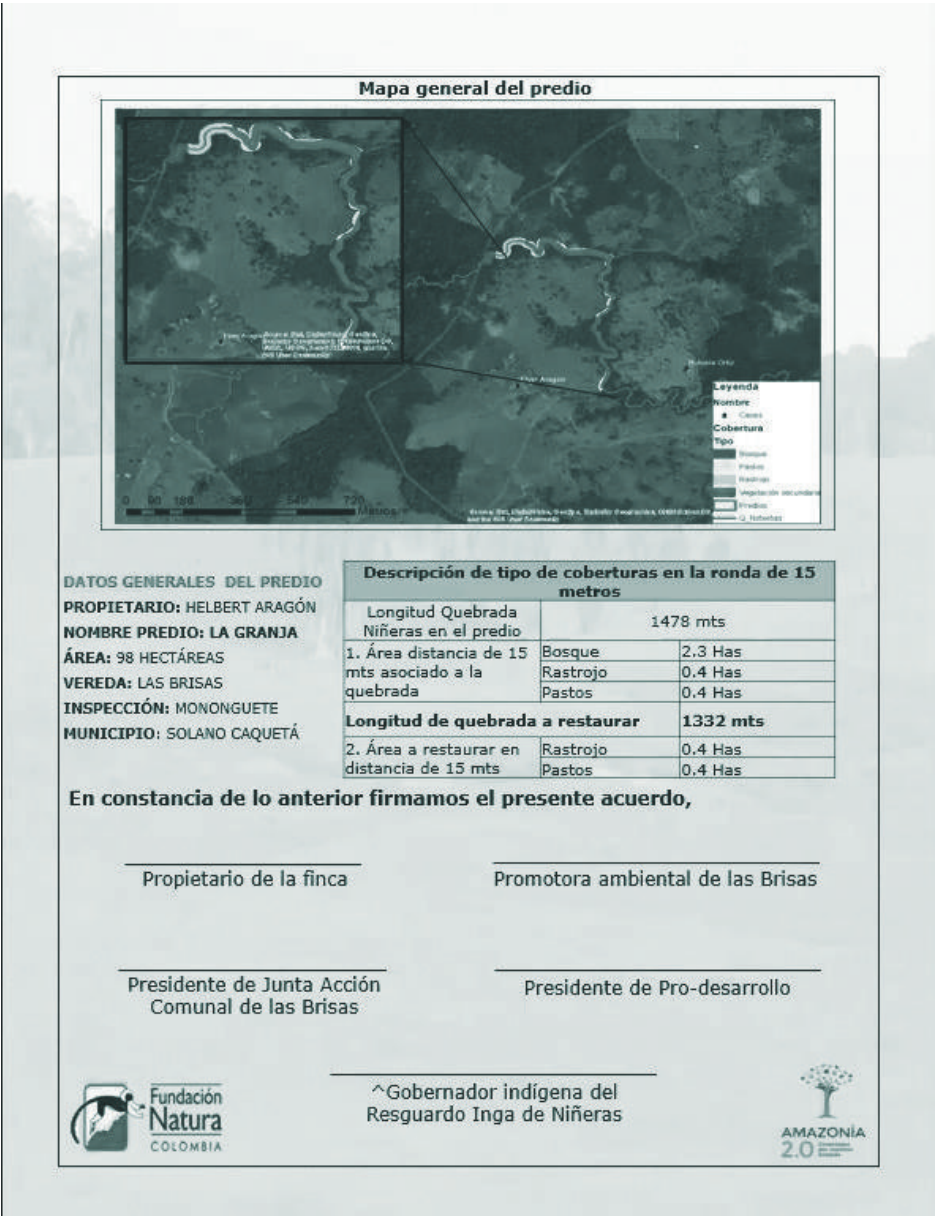 Mapa general del predio
Elver Aragón
Elver Aragón
Leyenda
Nombre
Casas
Cobertura
Tipo
Bosque
Pastos
Rastrojo
Vegetación secundaria
Predios
0 90 180 360 540 720
Metros
DATOS GENERALES DEL PREDIO
PROPIETARIO: HELBERT ARAGÓN
NOMBRE PREDIO: LA GRANJA
ÁREA: 98 HECTÁREAS
VEREDA: LAS BRISAS
INSPECCIÓN: MONONGUETE
MUNICIPIO: SOLANO CAQUETÁ
Descripción de tipo de coberturas en la ronda de 15
metros
Longitud Quebrada
Niñeras en el predio
1478 mts
1. Área distancia de 15
mts asociado a la
quebrada
Bosque 2.3 Has
Rastrojo 0.4 Has
Pastos 0.4 Has
Longitud de quebrada a restaurar 1332 mts
2. Área a restaurar en
distancia de 15 mts
Rastrojo 0.4 Has
Pastos 0.4 Has
En constancia de lo anterior firmamos el presente acuerdo,
Propietario de la finca
Promotora ambiental de las Brisas
Presidente de Junta Acción
Comunal de las Brisas
Presidente de Pro-desarrollo
^Gobernador indígena del
Resguardo Inga de Niñeras
Fundación
Natura
COLOMBIA
AMAZONÍA
2.0